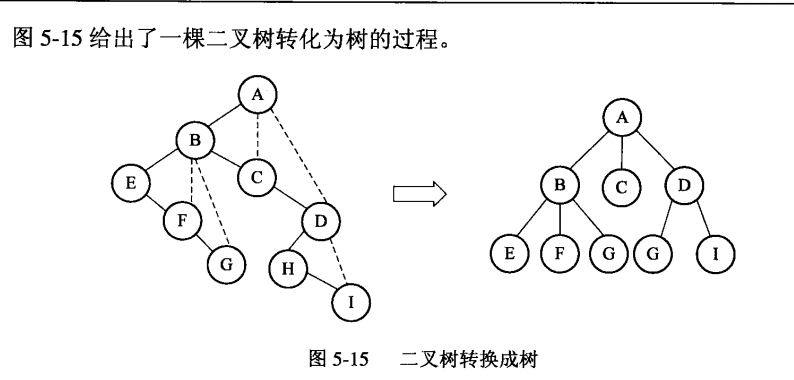 图 5-15 给出了一棵二叉树转化为树的过程。
A
B
E
C
F
D
G
H
I
A
B C D
E F G G I
图 5-15 二叉树转换成树